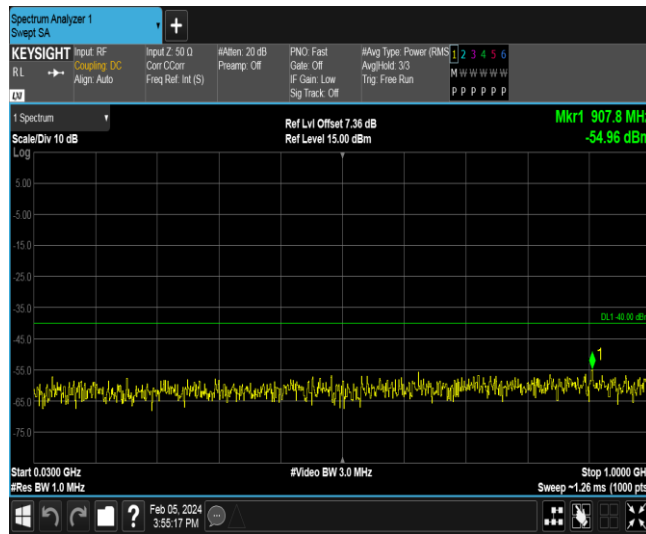 Spectrum Analyzer 1
Swept SA
KEYSIGHT
RL
LXI
Input: RF
Coupling: DC
Align: Auto
Input Z: 50 Ω
Corr CCorr
Freq Ref: Int (S)
#Atten: 20 dB
Preamp: Off
PNO: Fast
Gate: Off
IF Gain: Low
Sig Track: Off
#Avg Type: Power (RMS
Avg|Hold: 3/3
Trig: Free Run
1 2 3 4 5 6
M W W W W W
P P P P P P
1 Spectrum
Scale/Div 10 dB
Log
Ref Lvl Offset 7.36 dB
Ref Level 15.00 dBm
Mkr1 907.8 MHz
-54.96 dBm
5.00
-5.00
-15.0
-25.0
-35.0
DL1 -40.00 dBm
-45.0
1
-55.0
-65.0
-75.0
Start 0.0300 GHz
#Res BW 1.0 MHz
#Video BW 3.0 MHz
Stop 1.0000 GH
Sweep ~1.26 ms (1000 pts
Feb 05, 2024
3:55:17 PM